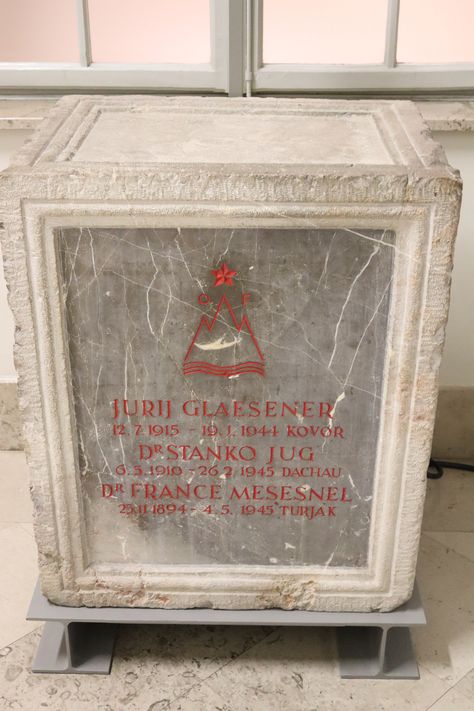 O F
JURIJ GLAESENER
12.7.1915 - 19.1.1944 KOVOR
DR STANKO JUG
6.5.1910 - 26.2.1945 DACHAU
DR FRANCE MESESNEL
25.11.1894 - 4.5.1945 TURJAK